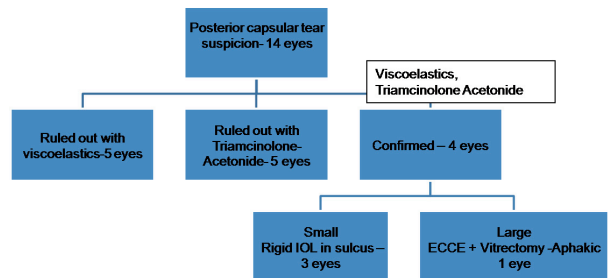 Posterior capsular tear
suspicion- 14 eyes
Viscoelastics,
Triamcinolone Acetonide
Ruled out with
viscoelastics-5 eyes
Ruled out with
Triamcinolone-
Acetonide- 5 eyes
Confirmed – 4 eyes
Small
Rigid IOL in sulcus –
3 eyes
Large
ECCE + Vitrectomy -Aphakic
1 eye